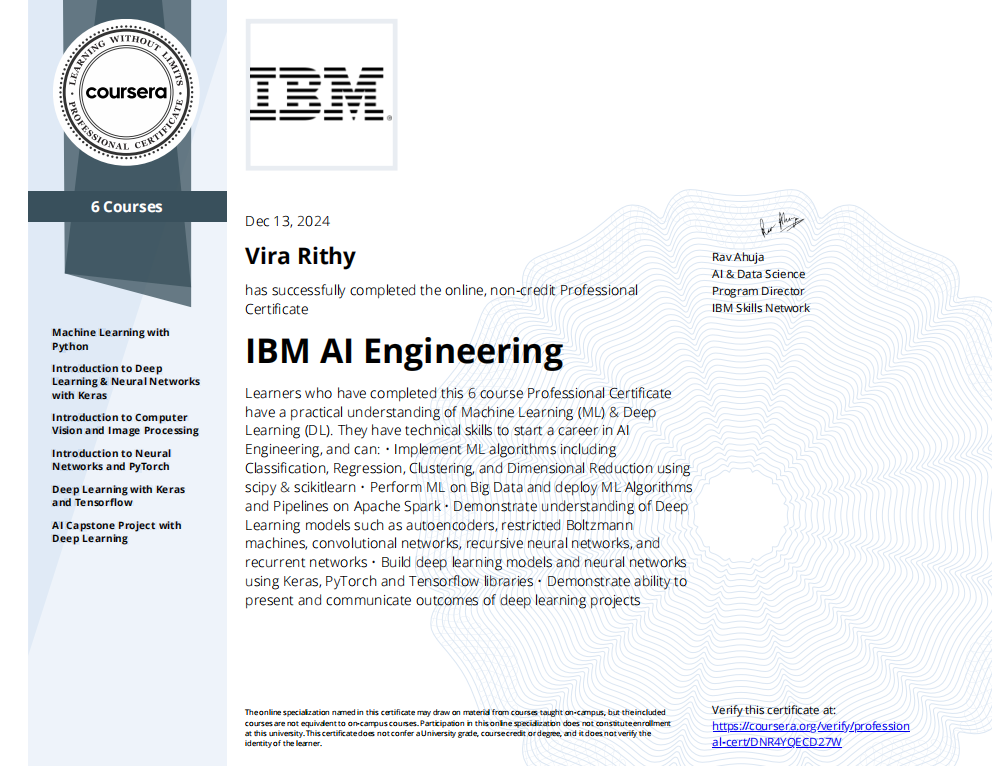 LEARNING WITHOUT LIMITS
coursera
PROFESSIONAL CERTIFICATE
6 Courses
Machine Learning with
Python
Introduction to Deep
Learning & Neural Networks
with Keras
Introduction to Computer
Vision and Image Processing
Introduction to Neural
Networks and PyTorch
Deep Learning with Keras
and Tensorflow
AI Capstone Project with
Deep Learning
IBM®
Dec 13, 2024
Vira Rithy
has successfully completed the online, non-credit Professional
Certificate
IBM AI Engineering
Learners who have completed this 6 course Professional Certificate
have a practical understanding of Machine Learning (ML) & Deep
Learning (DL). They have technical skills to start a career in AI
Engineering, and can: • Implement ML algorithms including
Classification, Regression, Clustering, and Dimensional Reduction using
scipy & scikitlearn • Perform ML on Big Data and deploy ML Algorithms
and Pipelines on Apache Spark • Demonstrate understanding of Deep
Learning models such as autoencoders, restricted Boltzmann
machines, convolutional networks, recursive neural networks, and
recurrent networks • Build deep learning models and neural networks
using Keras, PyTorch and Tensorflow libraries • Demonstrate ability to
present and communicate outcomes of deep learning projects
Rav Ahuja
AI & Data Science
Program Director
IBM Skills Network
The online specialization named in this certificate may draw on material from courses taught on-campus, but the included
courses are not equivalent to on-campus courses. Participation in this online specialization does not constitute enrollment
at this university. This certificate does not confer a University grade, course credit or degree, and it does not verify the
identity of the learner.
Verify this certificate at:
https://coursera.org/verify/profession
al-cert/DNR4YQECD27W